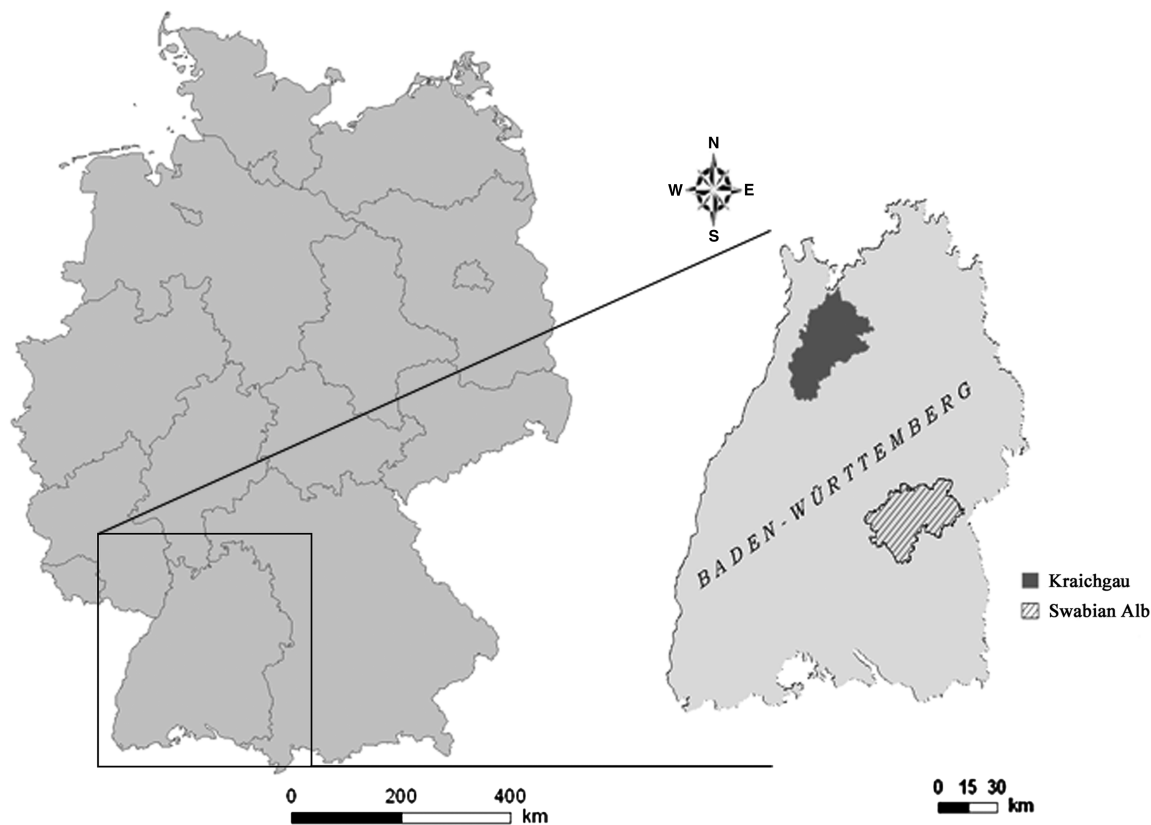 N
W E
S
BADEN-WÜRTTEMBERG
Kraichgau
Swabian Alb
0 200 400
km
0 15 30
km